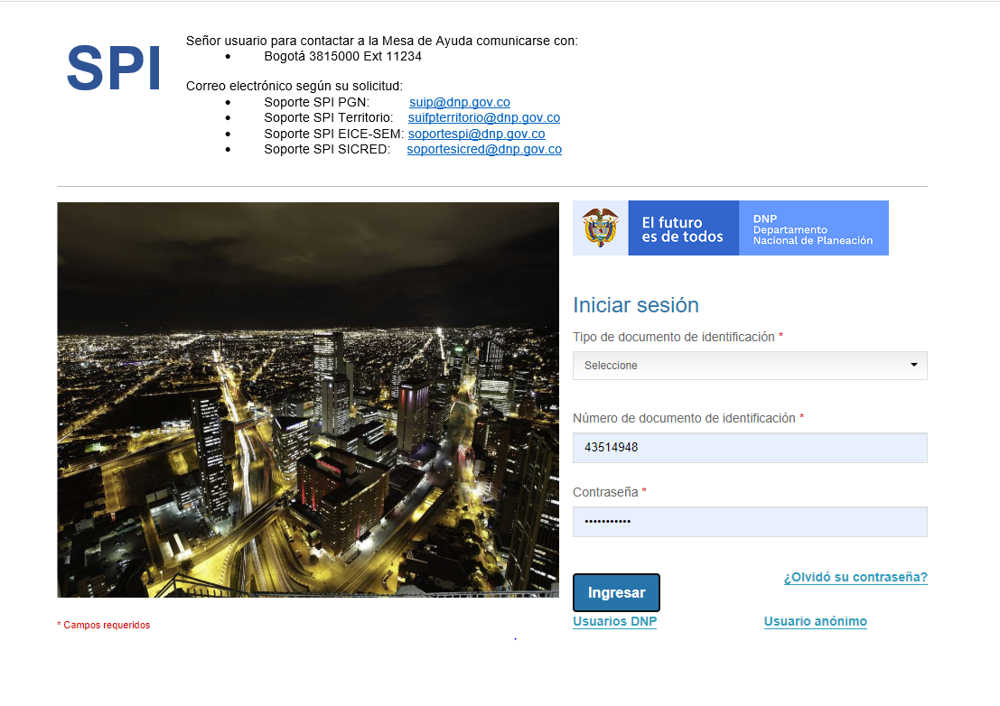 SPI
Señor usuario para contactar a la Mesa de Ayuda comunicarse con:
• Bogotá 3815000 Ext 11234
Correo electrónico según su solicitud:
• Soporte SPI PGN: suip@dnp.gov.co
• Soporte SPI Territorio: suifpterritorio@dnp.gov.co
• Soporte SPI EICE-SEM: soportespi@dnp.gov.co
• Soporte SPI SICRED: soportesicred@dnp.gov.co
El futuro
es de todos
DNP
Departamento
Nacional de Planeación
Iniciar sesión
Tipo de documento de identificación *
Seleccione
Número de documento de identificación *
43514948
Contraseña *
•••••••••••
¿Olvidó su contraseña?
Ingresar
Usuarios DNP
Usuario anónimo
* Campos requeridos